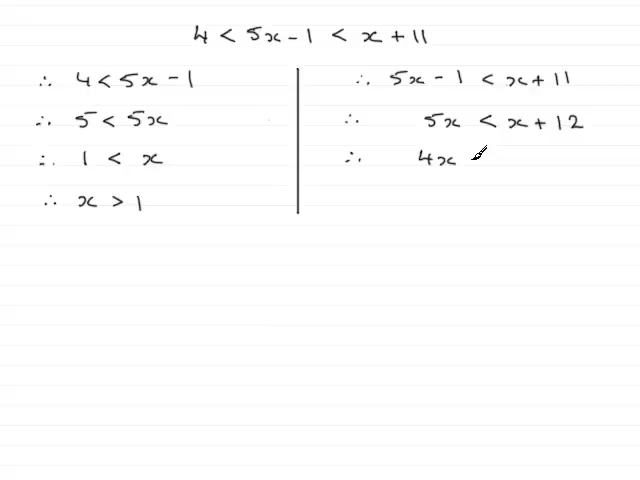 4 < 5x - 1 < x + 11
∴ 4 < 5x - 1
∴ 5 < 5x
∴ 1 < x
∴ x > 1
∴ 5x - 1 < x + 11
∴ 5x < x + 12
∴ 4x